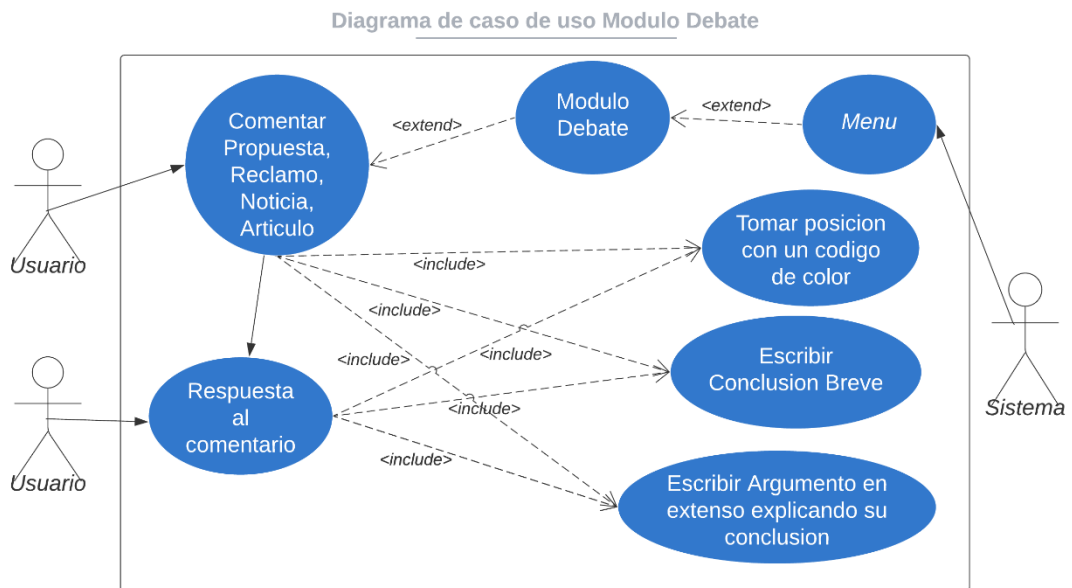 Diagrama de caso de uso Modulo Debate
Comentar
Propuesta,
Reclamo,
Noticia,
Articulo
<extend>
Modulo
Debate
<extend>
Menu
Usuario
Tomar posicion
con un codigo
de color
<include>
<include>
<include>
<include>
Escribir
Conclusion Breve
Respuesta
al
comentario
<include>
<include>
Sistema
Usuario
Escribir Argumento en
extenso explicando su
conclusion